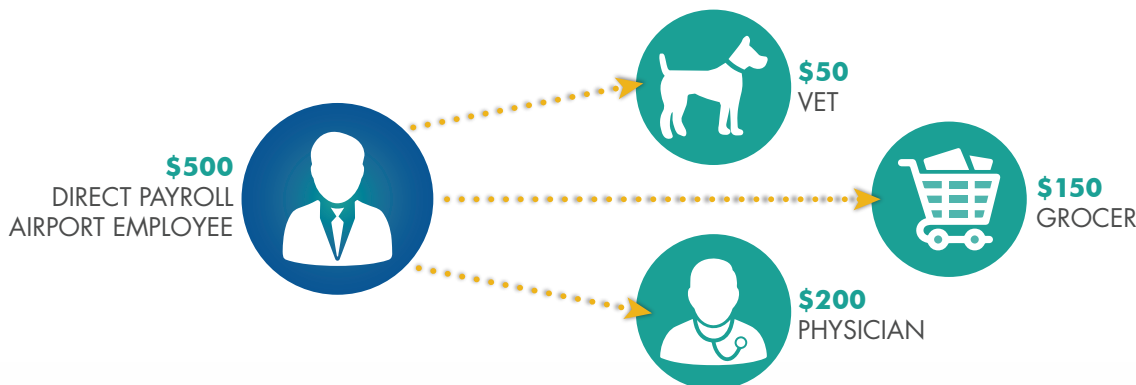 $500
DIRECT PAYROLL
AIRPORT EMPLOYEE
$50
VET
$150
GROCER
$200
PHYSICIAN